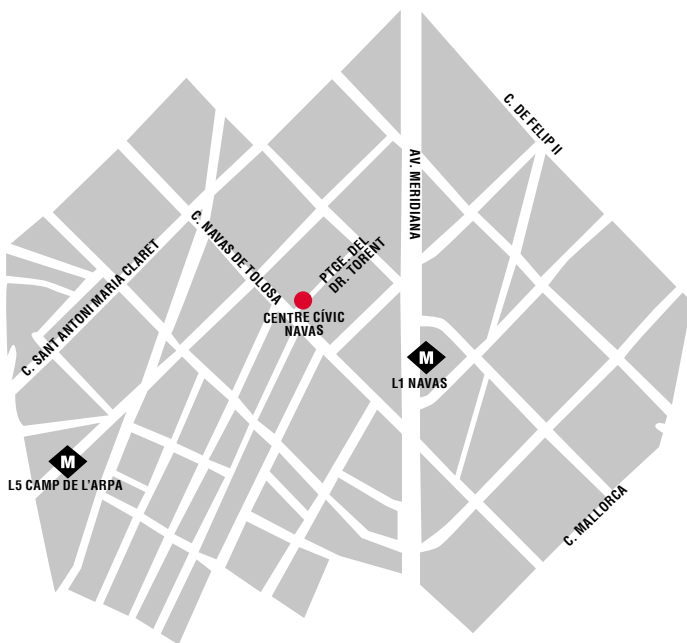 C. DE FELIP II
AV. MERIDIANA
C. NAVAS DE TOLOSA
PTGE. DEL
DR. TORENT
C. SANT ANTONI MARIA CLARET
CENTRE CÍVIC
NAVAS
M
L1 NAVAS
M
L5 CAMP DE L'ARPA
C. MALLORCA